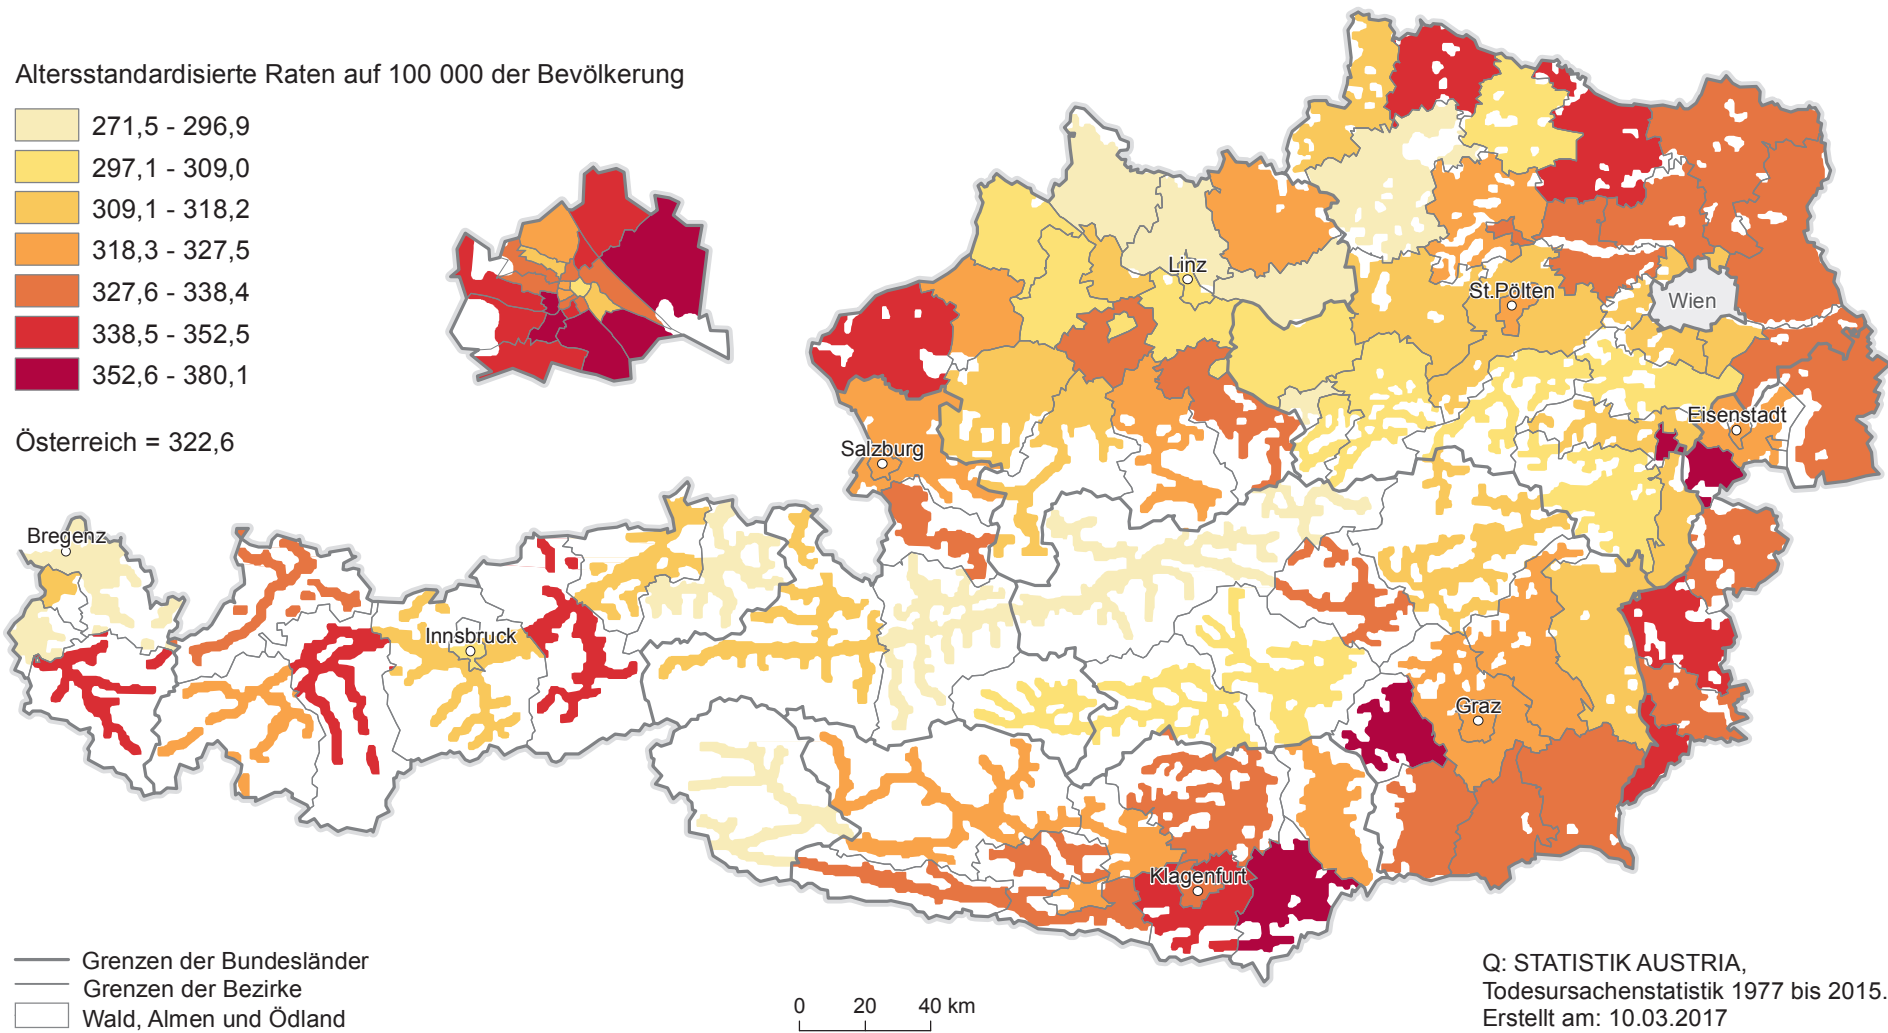 Altersstandardisierte Raten auf 100 000 der Bevölkerung
271,5 - 296,9
297,1 - 309,0
309,1 - 318,2
318,3 - 327,5
327,6 - 338,4
338,5 - 352,5
352,6 - 380,1
Österreich = 322,6
Linz
St.Pölten
Wien
Eisenstadt
Salzburg
Bregenz
Innsbruck
Graz
Klagenfurt
Grenzen der Bundesländer
Grenzen der Bezirke
Wald, Almen und Ödland
0 20 40 km
Q: STATISTIK AUSTRIA,
Todesursachenstatistik 1977 bis 2015.
Erstellt am: 10.03.2017